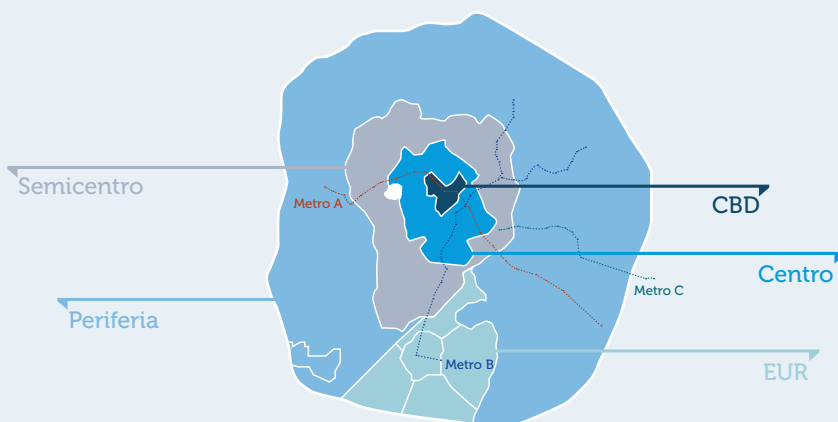 Semicentro
Metro A
CBD
Centro
Metro C
Periferia
Metro B
EUR